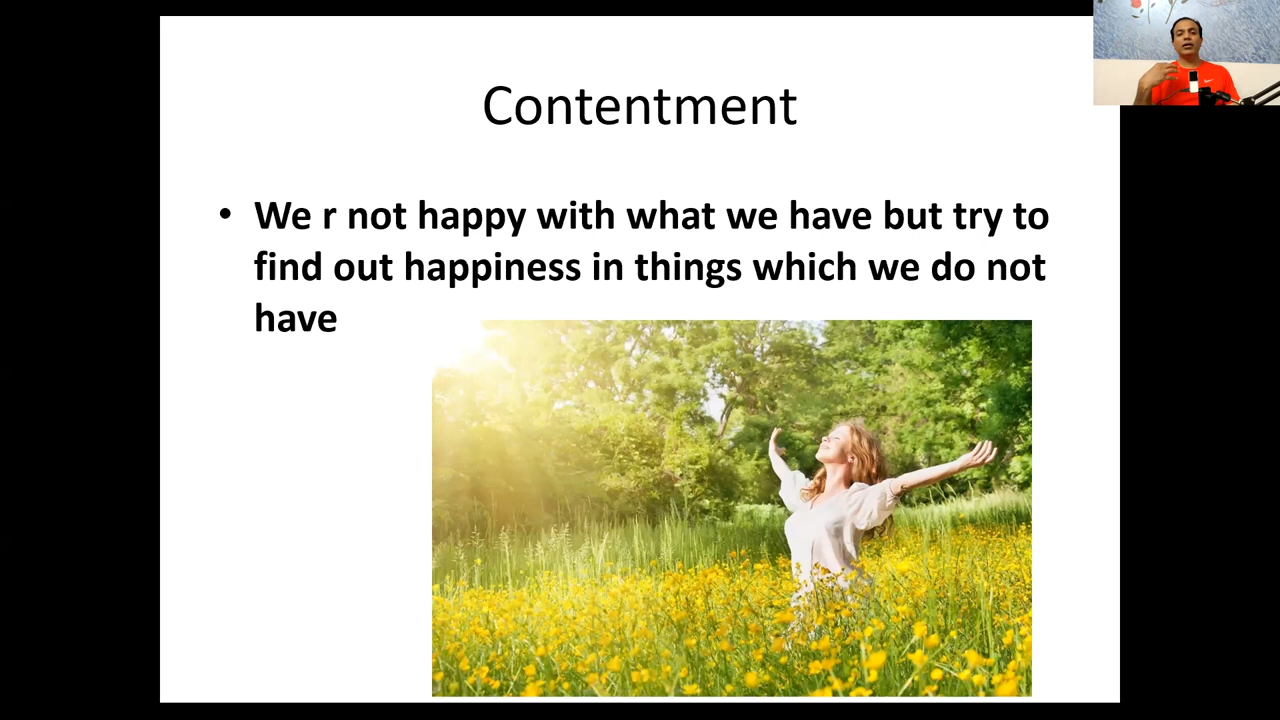 Contentment
• We r not happy with what we have but try to
find out happiness in things which we do not
have